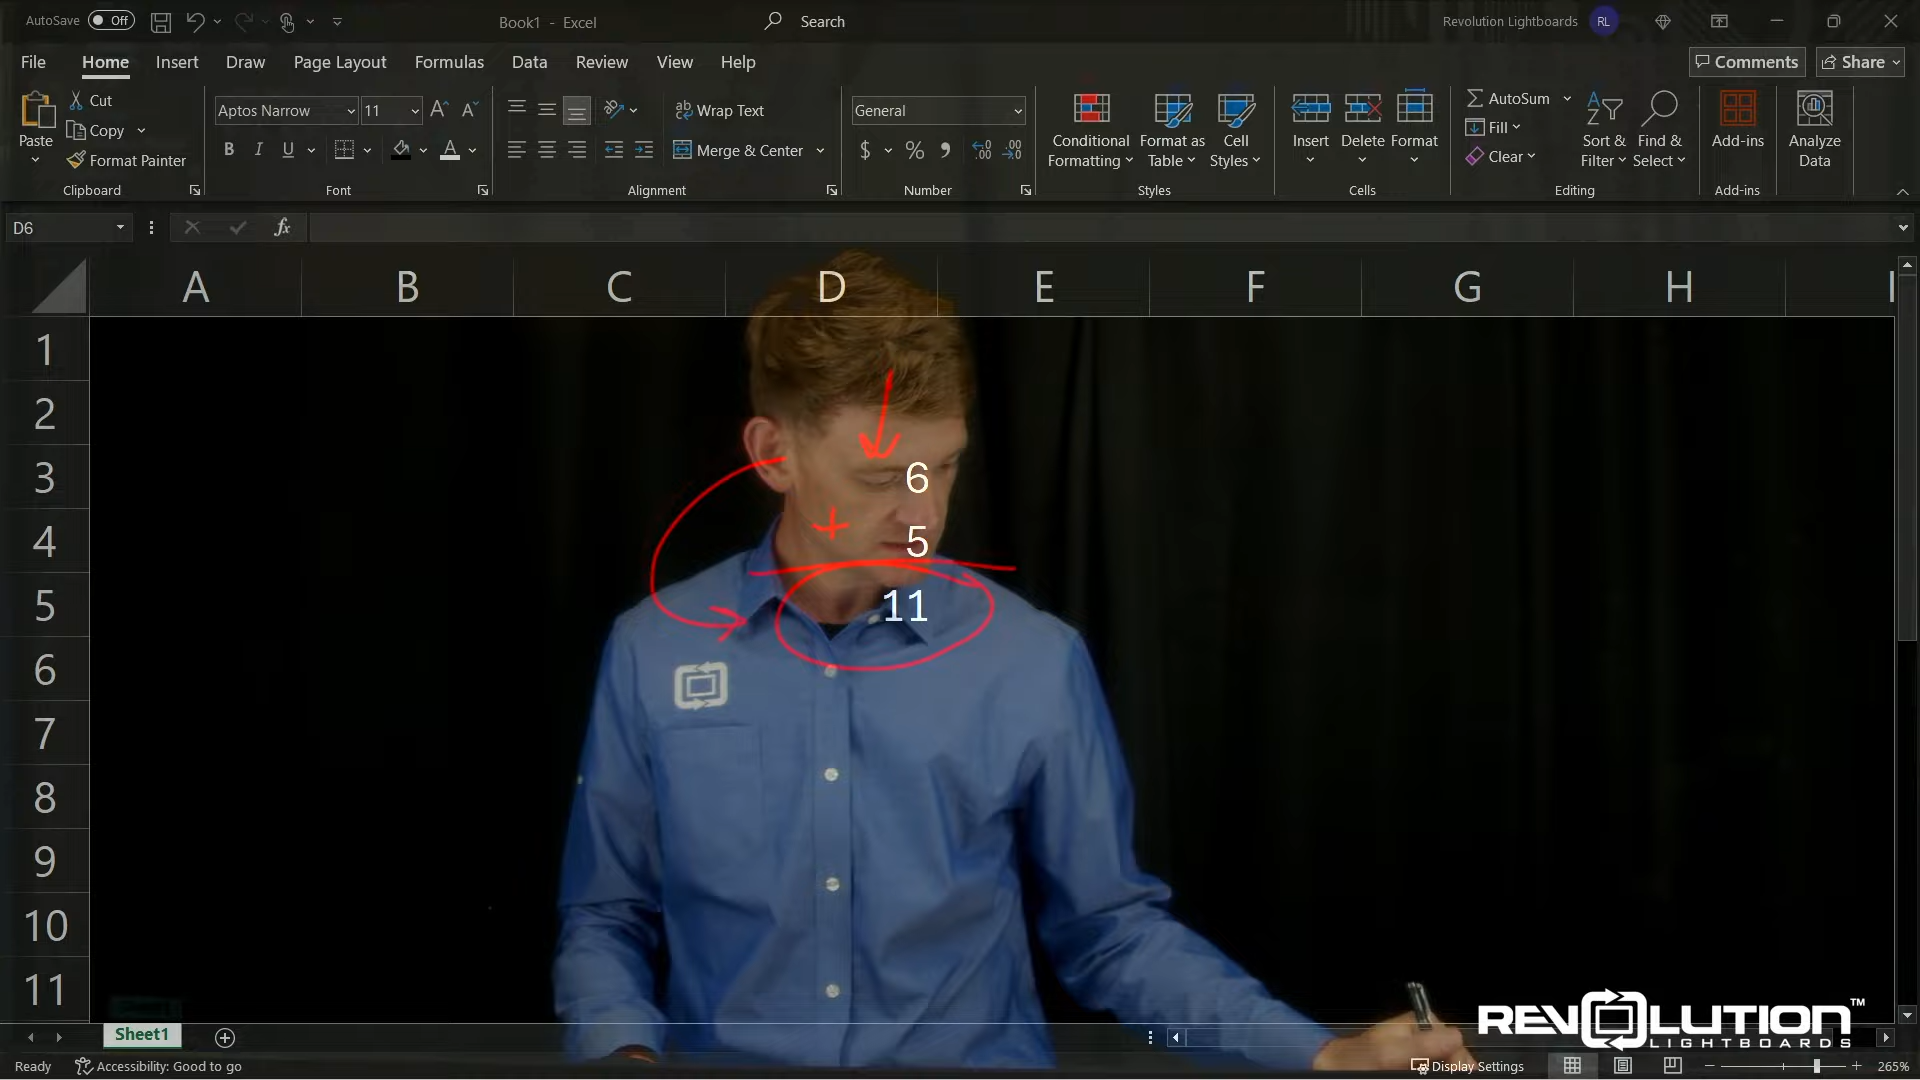 AutoSave Off Book1 - Excel Search Revolution Lightboards RL
File Home Insert Draw Page Layout Formulas Data Review View Help Comments Share
Paste
Cut
Copy
Format Painter
Clipboard
Aptos Narrow 11
B I U
Font
Wrap Text
Merge & Center
Alignment
General
$ % 9 .00 .00
Number
Conditional Formatting
Format as Table
Cell Styles
Styles
Insert Delete Format
Cells
AutoSum
Fill
Clear
Sort & Filter
Find & Select
Editing
Add-ins
Add-ins
Analyze Data
D6 fx
A B C D E F G H I
1
2
3 6
+
4 5
5 11
6
7
8
9
10
11
REVOLUTION™
LIGHTBOARDS
Sheet1
Ready Accessibility: Good to go Display Settings 265%